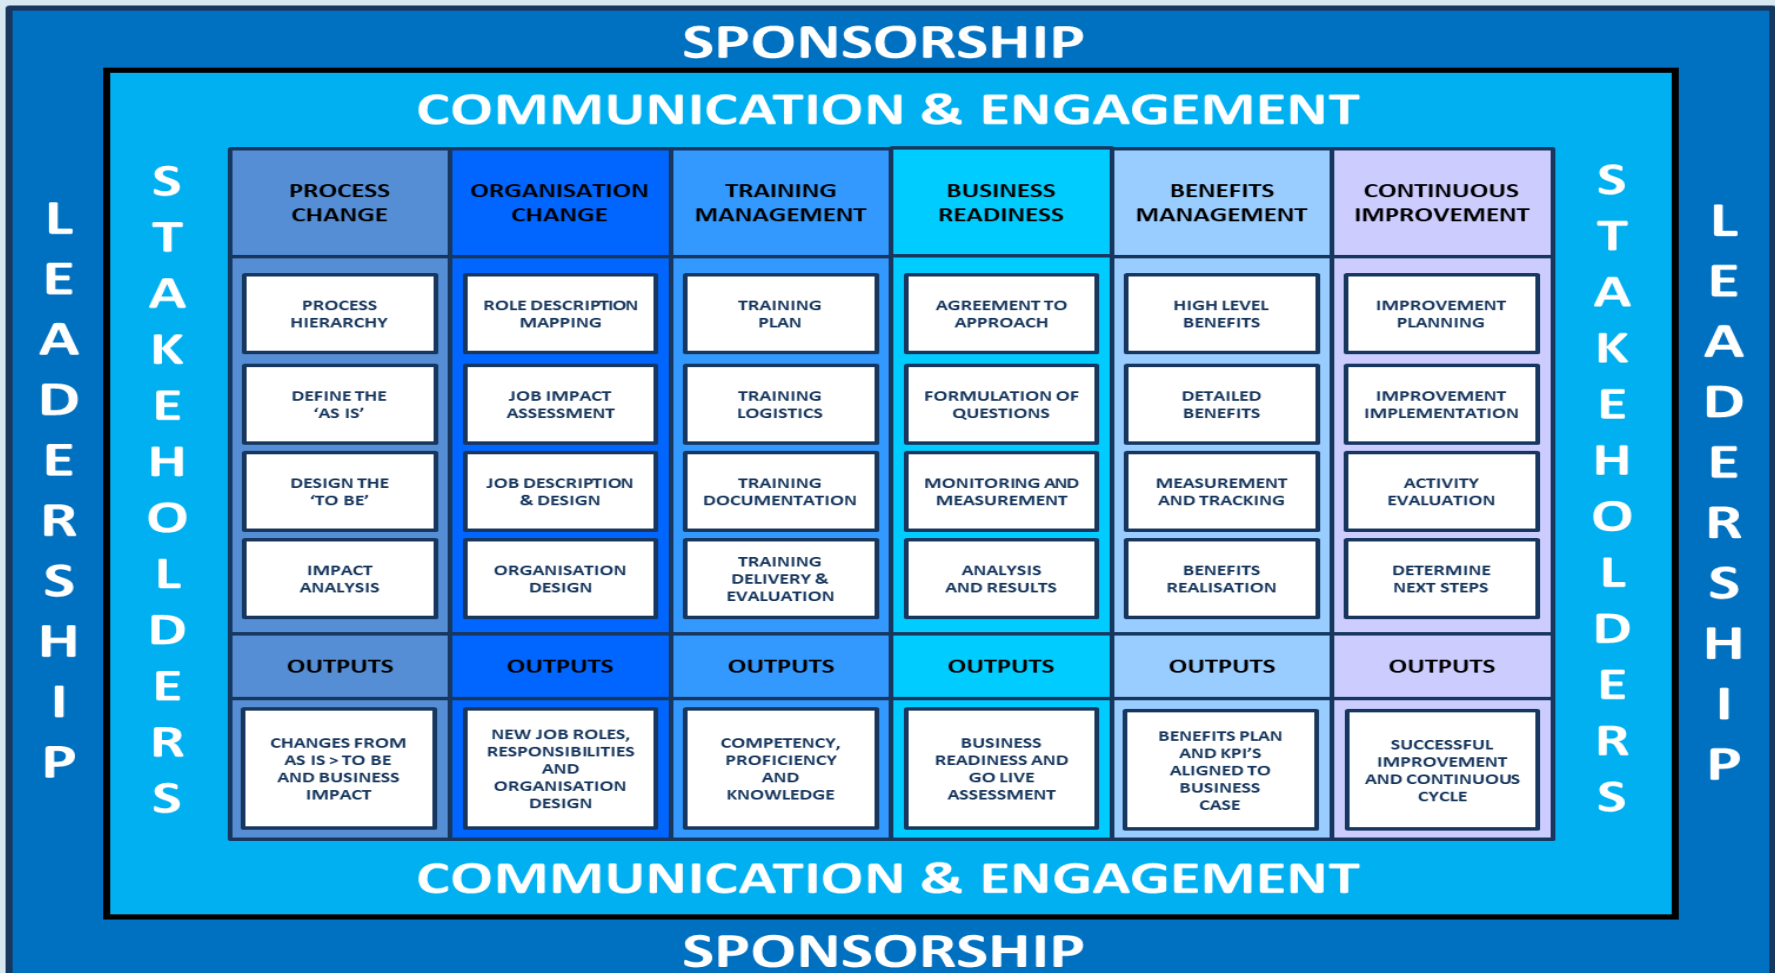 SPONSORSHIP
COMMUNICATION & ENGAGEMENT
LEADERSHIP
STAKEHOLDERS
PROCESS
CHANGE
PROCESS
HIERARCHY
DEFINE THE
‘AS IS’
DESIGN THE
‘TO BE’
IMPACT
ANALYSIS
OUTPUTS
CHANGES FROM
AS IS > TO BE
AND BUSINESS
IMPACT
ORGANISATION
CHANGE
ROLE DESCRIPTION
MAPPING
JOB IMPACT
ASSESSMENT
JOB DESCRIPTION
& DESIGN
ORGANISATION
DESIGN
OUTPUTS
NEW JOB ROLES,
RESPONSIBILITIES
AND
ORGANISATION
DESIGN
TRAINING
MANAGEMENT
TRAINING
PLAN
TRAINING
LOGISTICS
TRAINING
DOCUMENTATION
TRAINING
DELIVERY &
EVALUATION
OUTPUTS
COMPETENCY,
PROFICIENCY
AND
KNOWLEDGE
BUSINESS
READINESS
AGREEMENT TO
APPROACH
FORMULATION OF
QUESTIONS
MONITORING AND
MEASUREMENT
ANALYSIS
AND RESULTS
OUTPUTS
BUSINESS
READINESS AND
GO LIVE
ASSESSMENT
BENEFITS
MANAGEMENT
HIGH LEVEL
BENEFITS
DETAILED
BENEFITS
MEASUREMENT
AND TRACKING
BENEFITS
REALISATION
OUTPUTS
BENEFITS PLAN
AND KPI’S
ALIGNED TO
BUSINESS
CASE
CONTINUOUS
IMPROVEMENT
IMPROVEMENT
PLANNING
IMPROVEMENT
IMPLEMENTATION
ACTIVITY
EVALUATION
DETERMINE
NEXT STEPS
OUTPUTS
SUCCESSFUL
IMPROVEMENT
AND CONTINUOUS
CYCLE
STAKEHOLDERS
LEADERSHIP
COMMUNICATION & ENGAGEMENT
SPONSORSHIP